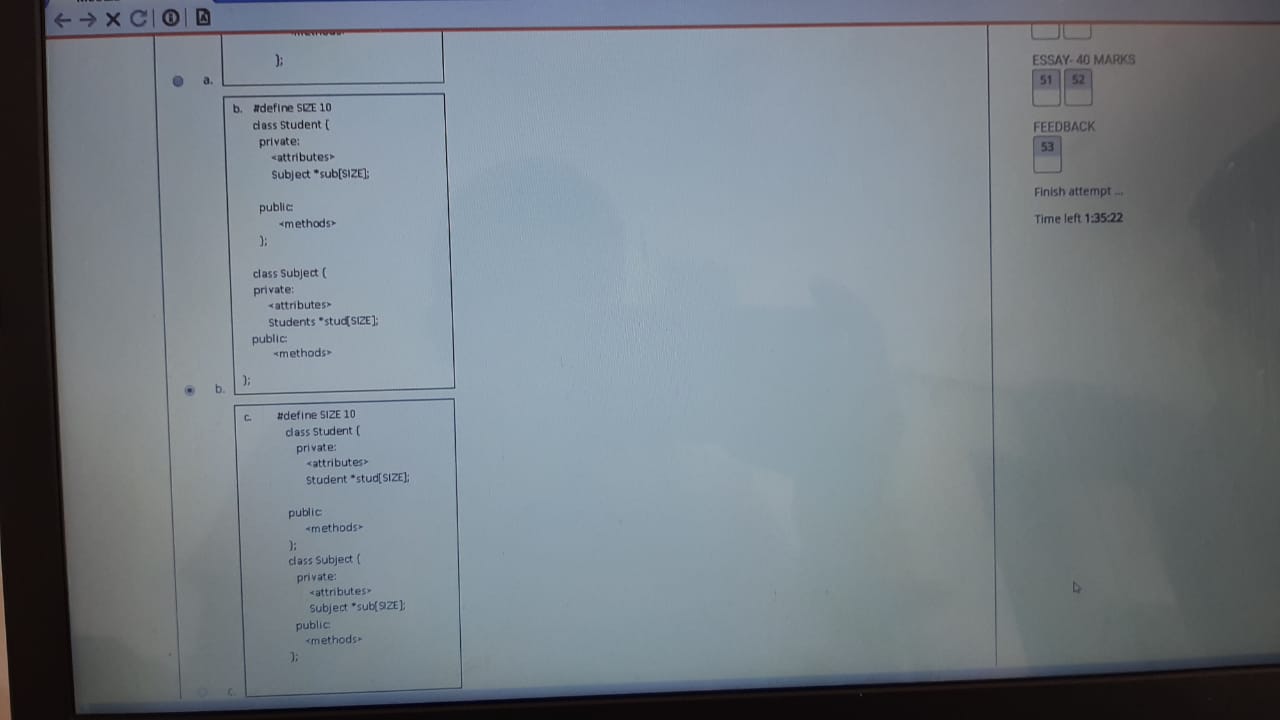 };
a.
b. #define SIZE 10
class Student {
private:
<attributes>
Subject *sub[SIZE];
public:
<methods>
};
class Subject {
private:
<attributes>
Students *stud[SIZE];
public:
<methods>
};
b.
c. #define SIZE 10
class Student {
private:
<attributes>
Student *stud[SIZE];
public:
<methods>
};
class Subject {
private:
<attributes>
Subject *sub[SIZE];
public:
<methods>
};
c.
ESSAY- 40 MARKS
51 52
FEEDBACK
53
Finish attempt ...
Time left 1:35:22